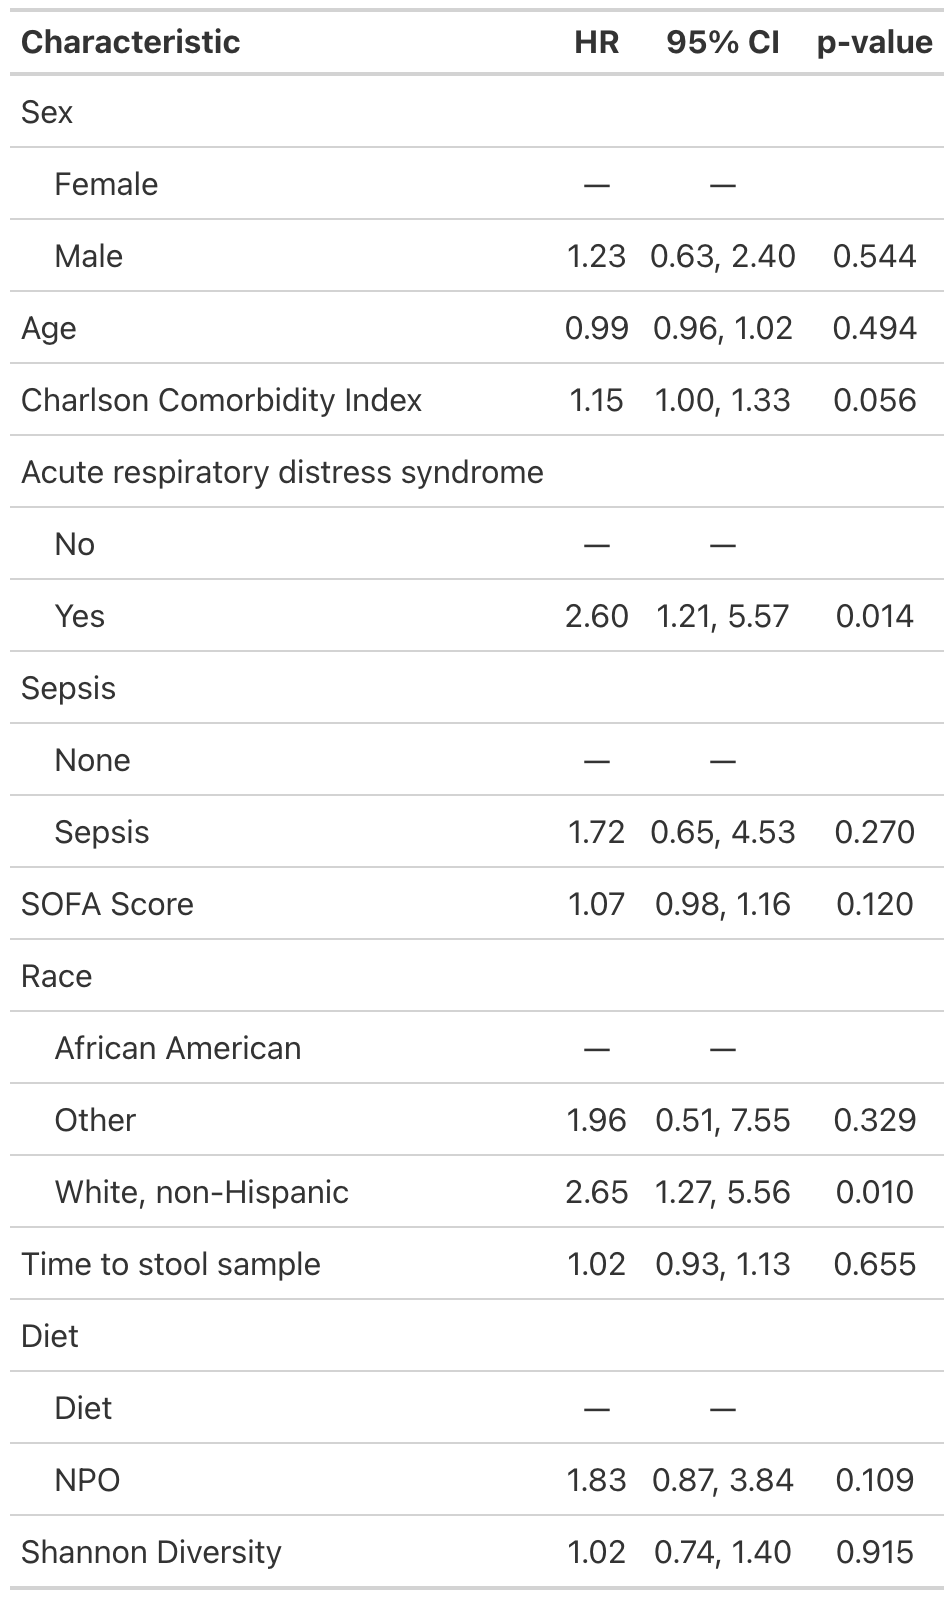 Characteristic HR 95% CI p-value
Sex
Female — —
Male 1.23 0.63, 2.40 0.544
Age 0.99 0.96, 1.02 0.494
Charlson Comorbidity Index 1.15 1.00, 1.33 0.056
Acute respiratory distress syndrome
No — —
Yes 2.60 1.21, 5.57 0.014
Sepsis
None — —
Sepsis 1.72 0.65, 4.53 0.270
SOFA Score 1.07 0.98, 1.16 0.120
Race
African American — —
Other 1.96 0.51, 7.55 0.329
White, non-Hispanic 2.65 1.27, 5.56 0.010
Time to stool sample 1.02 0.93, 1.13 0.655
Diet
Diet — —
NPO 1.83 0.87, 3.84 0.109
Shannon Diversity 1.02 0.74, 1.40 0.915